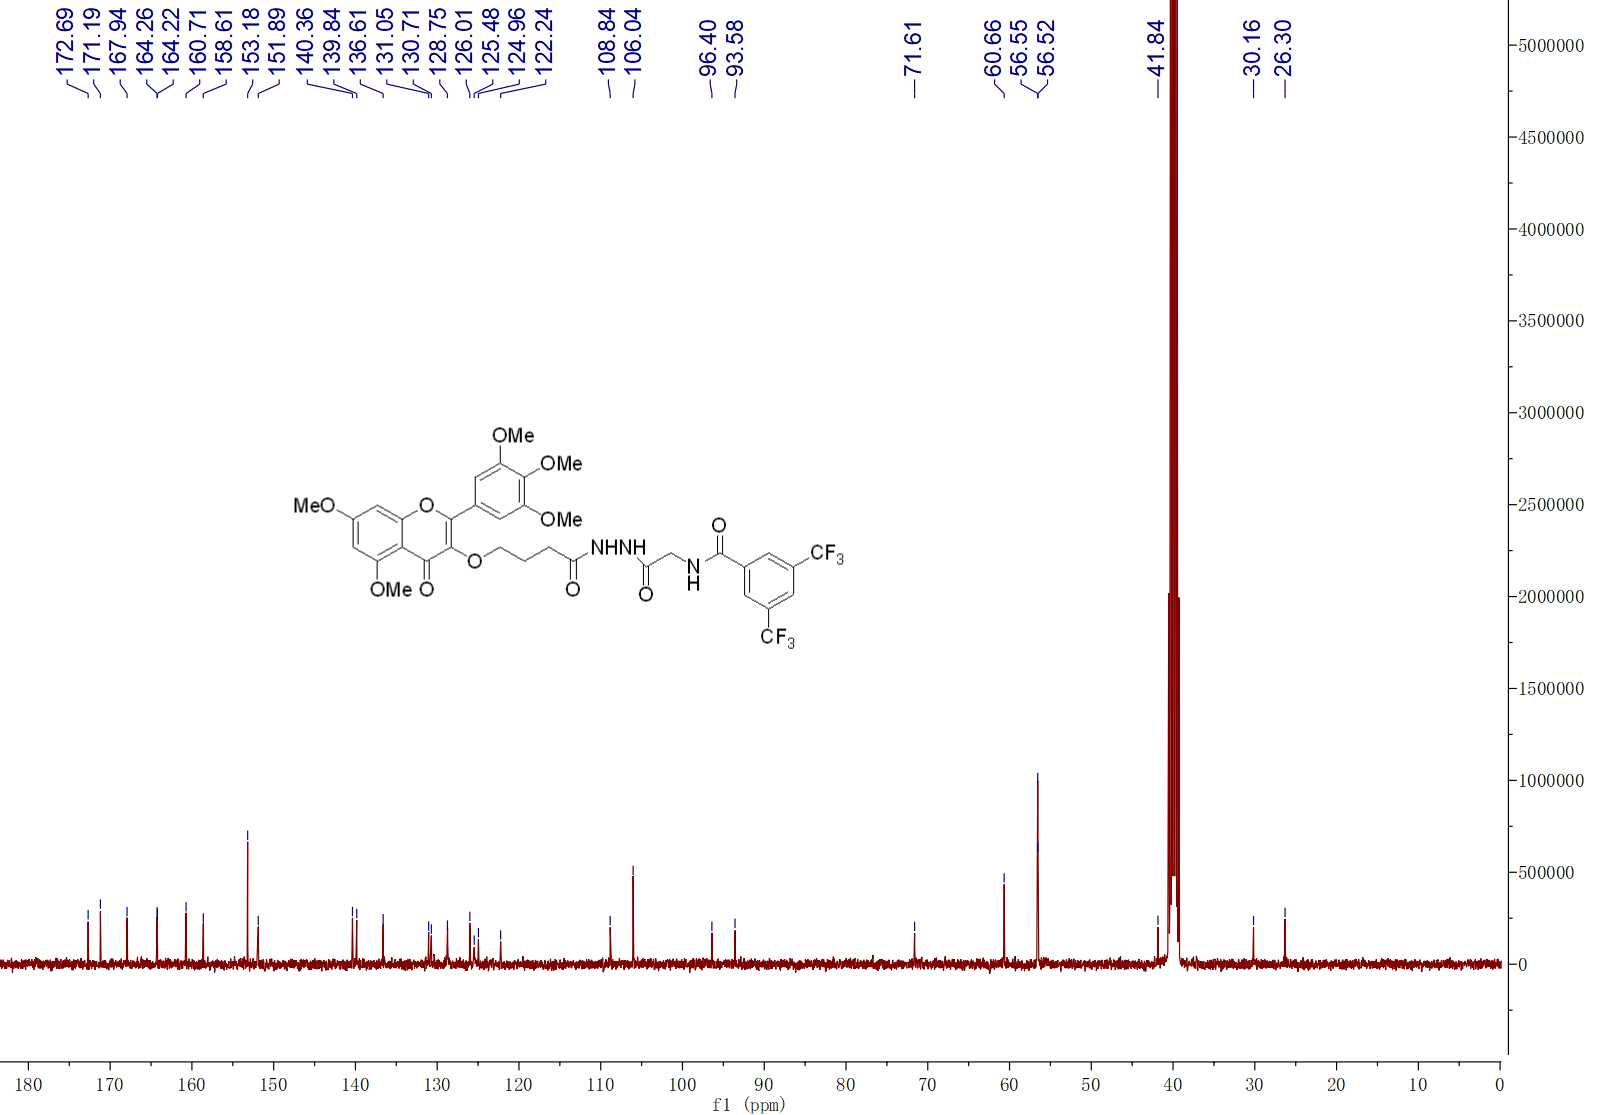 172.69
171.19
167.94
164.26
164.22
160.71
158.61
153.18
151.89
140.36
139.84
136.61
131.05
130.71
128.75
126.01
125.48
124.96
122.24
108.84
106.04
96.40
93.58
71.61
60.66
56.55
56.52
41.84
30.16
26.30
5000000
4500000
4000000
3500000
3000000
2500000
2000000
1500000
1000000
500000
0
OMe
OMe
MeO
O
OMe
O
NHNH
CF3
O
N
H
OMe
O
O
O
CF3
180 170 160 150 140 130 120 110 100 90 80 70 60 50 40 30 20 10 0
f1 (ppm)